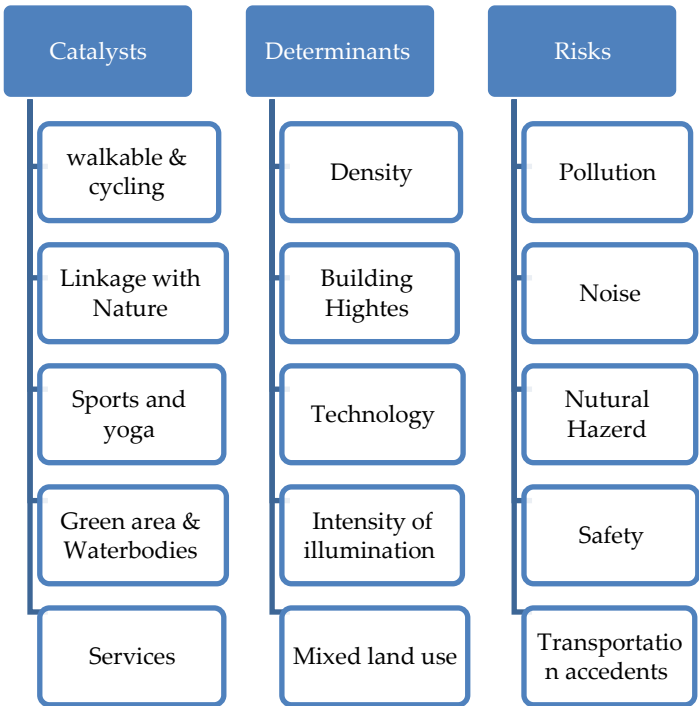 Catalysts
walkable &
cycling
Linkage with
Nature
Sports and
yoga
Green area &
Waterbodies
Services
Determinants
Density
Building
Hightes
Technology
Intensity of
illumination
Mixed land use
Risks
Pollution
Noise
Nutural
Hazerd
Safety
Transportatio
n accedents